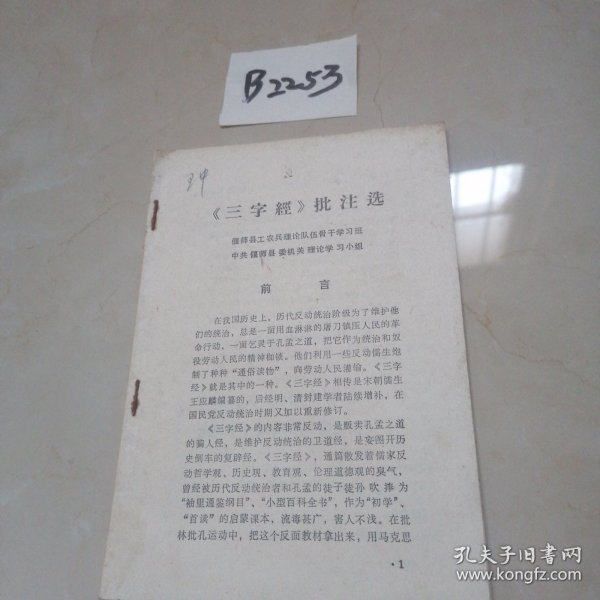 B2253
《三字經》批注选
偃师县工农兵理论队伍骨干学习班
中共偃师县委机关理论学习小组
前言
在我国历史上，历代反动统治阶级为了维护他
们的统治，总是一面用血淋淋的屠刀镇压人民的革
命行动，一面乞灵于孔孟之道，把它作为统治和奴
役劳动人民的精神枷锁。他们利用一些反动儒生炮
制了种种“通俗读物”，向劳动人民灌输。《三字
经》就是其中的一种。《三字经》相传是宋朝儒生
王应麟编纂的，后经明、清封建学者陆续增补，在
国民党反动统治时期又加以重新修订。
《三字经》的内容非常反动，是贩卖孔孟之道
的骗人经，是维护反动统治的卫道经，是妄图开历
史倒车的复辟经。《三字经》，通篇散发着儒家反
动哲学观、历史观、教育观、伦理道德观的臭气，
曾经被历代反动统治者和孔孟的徒子徒孙吹捧为
“袖里通鉴纲目”、“小型百科全书”，作为“初学”、
“首读”的启蒙课本，流毒甚广，害人不浅。在批
林批孔运动中，把这个反面教材拿出来，用马克思
·1
孔夫子旧书网
www.kongfz.com